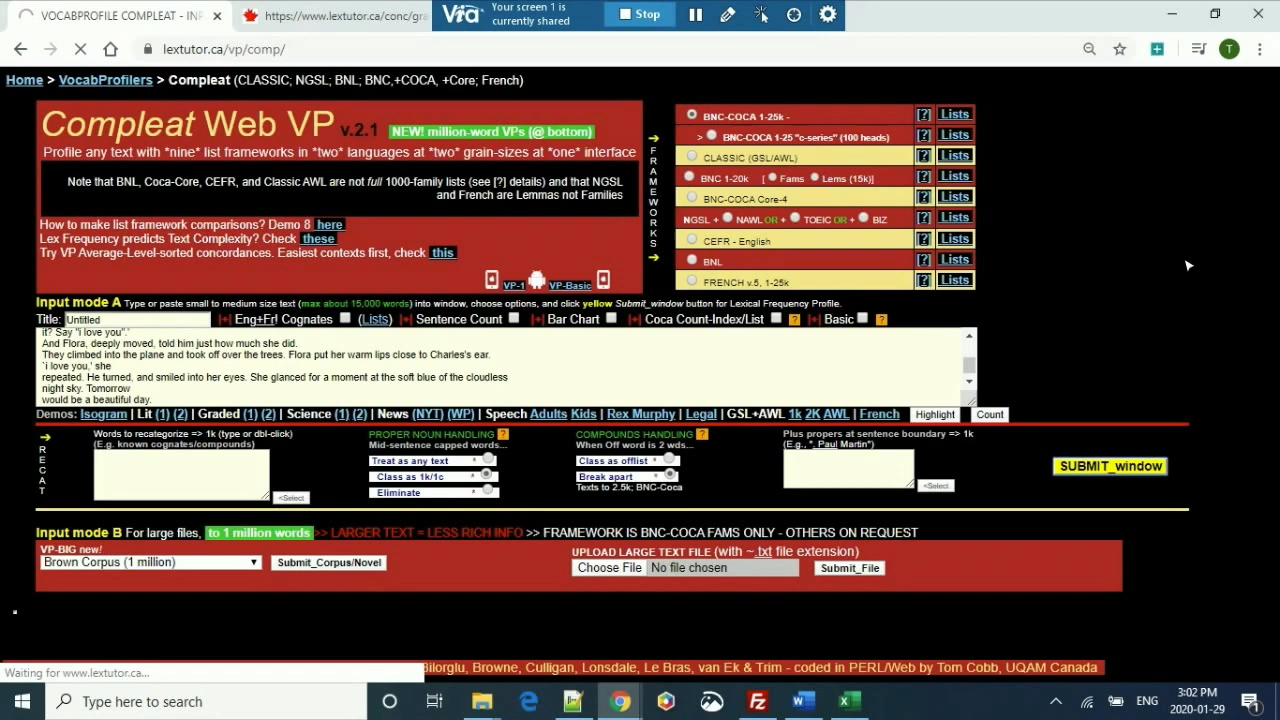 VOCABPROFILE COMPLEAT - INP
https://www.lextutor.ca/conc/gra
Via
Your screen 1 is currently shared
Stop
lextutor.ca/vp/comp/
T
Home > VocabProfilers > Compleat (CLASSIC; NGSL; BNL; BNC,+COCA, +Core; French)
Compleat Web VP v.2.1 NEW! million-word VPs (@ bottom)
Profile any text with *nine* list frameworks in *two* languages at *two* grain-sizes at *one* interface
Note that BNL, Coca-Core, CEFR, and Classic AWL are not full 1000-family lists (see [?] details) and that NGSL
and French are Lemmas not Families
How to make list framework comparisons? Demo 8 here
Lex Frequency predicts Text Complexity? Check these
Try VP Average-Level-sorted concordances. Easiest contexts first, check this
VP-1 VP-Basic
FRAMEWORKS
BNC-COCA 1-25k - [?] Lists
> BNC-COCA 1-25 "c-series" (100 heads) [?] Lists
CLASSIC (GSL/AWL) [?] Lists
BNC 1-20k [ Fams Lems (15k)] [?] Lists
BNC-COCA Core-4 [?] Lists
NGSL + NAWL OR + TOEIC OR + BIZ [?] Lists
CEFR - English [?] Lists
BNL [?] Lists
FRENCH v.5, 1-25k [?] Lists
Input mode A Type or paste small to medium size text (max about 15,000 words) into window, choose options, and click yellow Submit_window button for Lexical Frequency Profile.
Title: Untitled [+] Eng+Fr! Cognates (Lists) [+] Sentence Count [+] Bar Chart [+] Coca Count-Index/List ? [+] Basic ?
it? Say "i love you".'
And Flora, deeply moved, told him just how much she did.
They climbed into the plane and took off over the trees. Flora put her warm lips close to Charles's ear.
`i love you,' she
repeated. He turned, and smiled into her eyes. She glanced for a moment at the soft blue of the cloudless
night sky. Tomorrow
would be a beautiful day.
Demos: Isogram | Lit (1) (2) | Graded (1) (2) | Science (1) (2) | News (NYT) (WP) | Speech Adults Kids | Rex Murphy | Legal | GSL+AWL 1k 2K AWL | French Highlight Count
RECAT
Words to recategorize => 1k (type or dbl-click)
(E.g. known cognates/compounds)
<Select
PROPER NOUN HANDLING ?
Mid-sentence capped words...
Treat as any text *
Class as 1k/1c *
Eliminate *
COMPOUNDS HANDLING ?
When Off word is 2 wds...
Class as offlist *
Break apart *
Texts to 2.5k; BNC-Coca
Plus propers at sentence boundary => 1k
(E.g., ". Paul Martin")
<Select
SUBMIT_window
Input mode B For large files, to 1 million words >> LARGER TEXT = LESS RICH INFO >> FRAMEWORK IS BNC-COCA FAMS ONLY - OTHERS ON REQUEST
VP-BIG new!
Brown Corpus (1 million) Submit_Corpus/Novel
UPLOAD LARGE TEXT FILE (with ~.txt file extension)
Choose File No file chosen Submit_File
Waiting for www.lextutor.ca...
Browne, Culligan, Lonsdale, Le Bras, van Ek & Trim - coded in PERL/Web by Tom Cobb, UQAM Canada
Type here to search
ENG
3:02 PM
2020-01-29
1